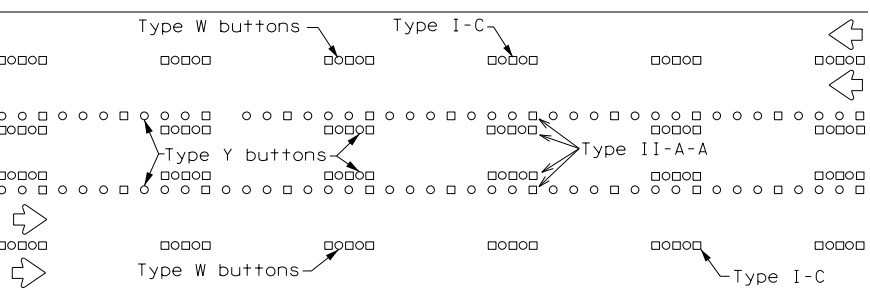 Type W buttons
Type I-C
Type Y buttons
Type II-A-A
Type W buttons
Type I-C